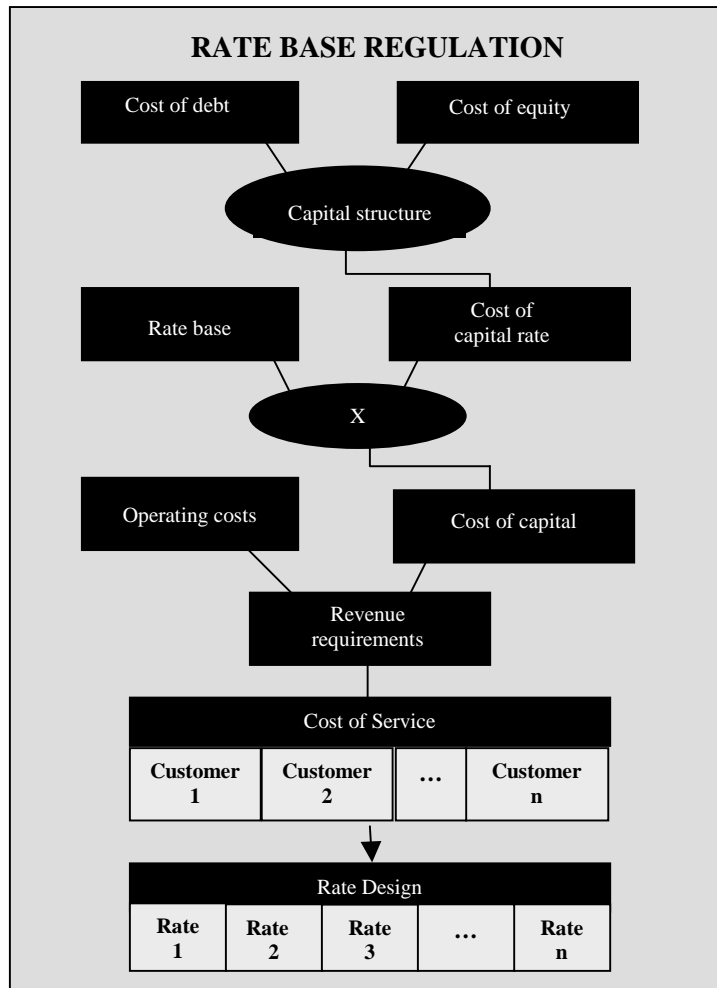 RATE BASE REGULATION
Cost of debt
Cost of equity
Capital structure
Rate base
Cost of
capital rate
X
Operating costs
Cost of capital
Revenue
requirements
Cost of Service
Customer
1
Customer
2
…
Customer
n
Rate Design
Rate
1
Rate
2
Rate
3
…
Rate
n